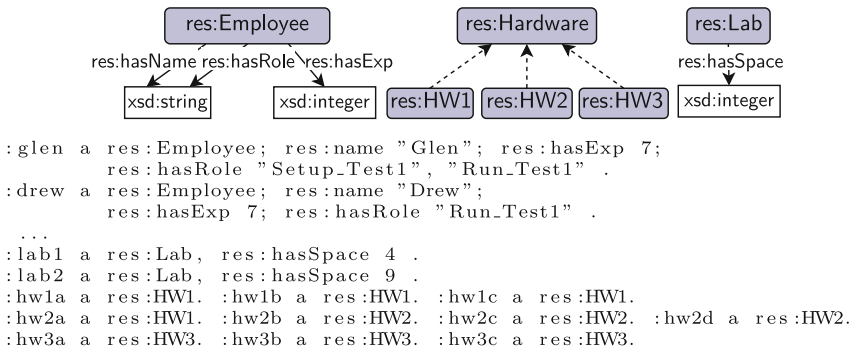 res:Employee res:Hardware res:Lab
res:hasName res:hasRole res:hasExp res:hasSpace
xsd:string xsd:integer res:HW1 res:HW2 res:HW3 xsd:integer
:glen a res:Employee; res:name "Glen"; res:hasExp 7;
res:hasRole "Setup_Test1", "Run_Test1" .
:drew a res:Employee; res:name "Drew";
res:hasExp 7; res:hasRole "Run_Test1" .
...
:lab1 a res:Lab, res:hasSpace 4 .
:lab2 a res:Lab, res:hasSpace 9 .
:hw1a a res:HW1. :hw1b a res:HW1. :hw1c a res:HW1.
:hw2a a res:HW1. :hw2b a res:HW2. :hw2c a res:HW2. :hw2d a res:HW2.
:hw3a a res:HW3. :hw3b a res:HW3. :hw3c a res:HW3.